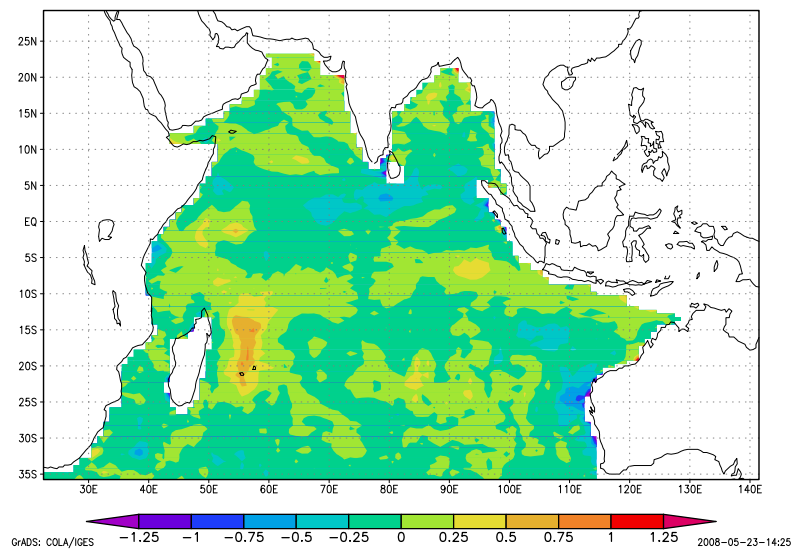 25N
20N
15N
10N
5N
EQ
5S
10S
15S
20S
25S
30S
35S
30E 40E 50E 60E 70E 80E 90E 100E 110E 120E 130E 140E
-1.25 -1 -0.75 -0.5 -0.25 0 0.25 0.5 0.75 1 1.25
GrADS: COLA/IGES 2008-05-23-14:25